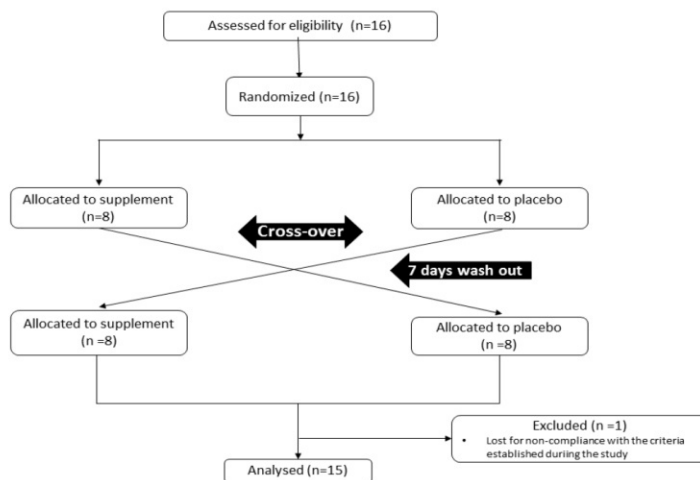 Assessed for eligibility (n=16)
Randomized (n=16)
Allocated to supplement
(n=8)
Allocated to placebo
(n=8)
Cross-over
7 days wash out
Allocated to supplement
(n =8)
Allocated to placebo
(n =8)
Excluded (n =1)
• Lost for non-compliance with the criteria
established duriing the study
Analysed (n=15)